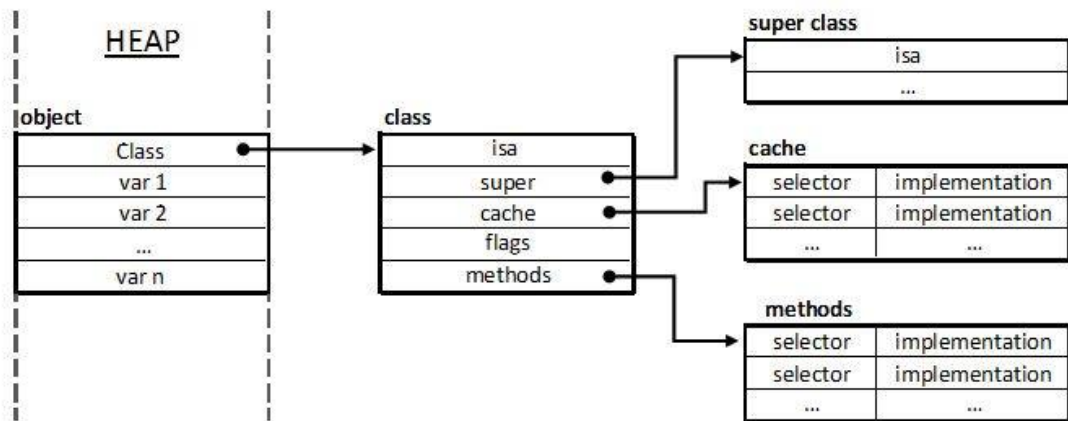 HEAP
object
Class
var 1
var 2
...
var n
class
isa
super
cache
flags
methods
super class
isa
...
cache
selector implementation
selector implementation
... ...
methods
selector implementation
selector implementation
... ...